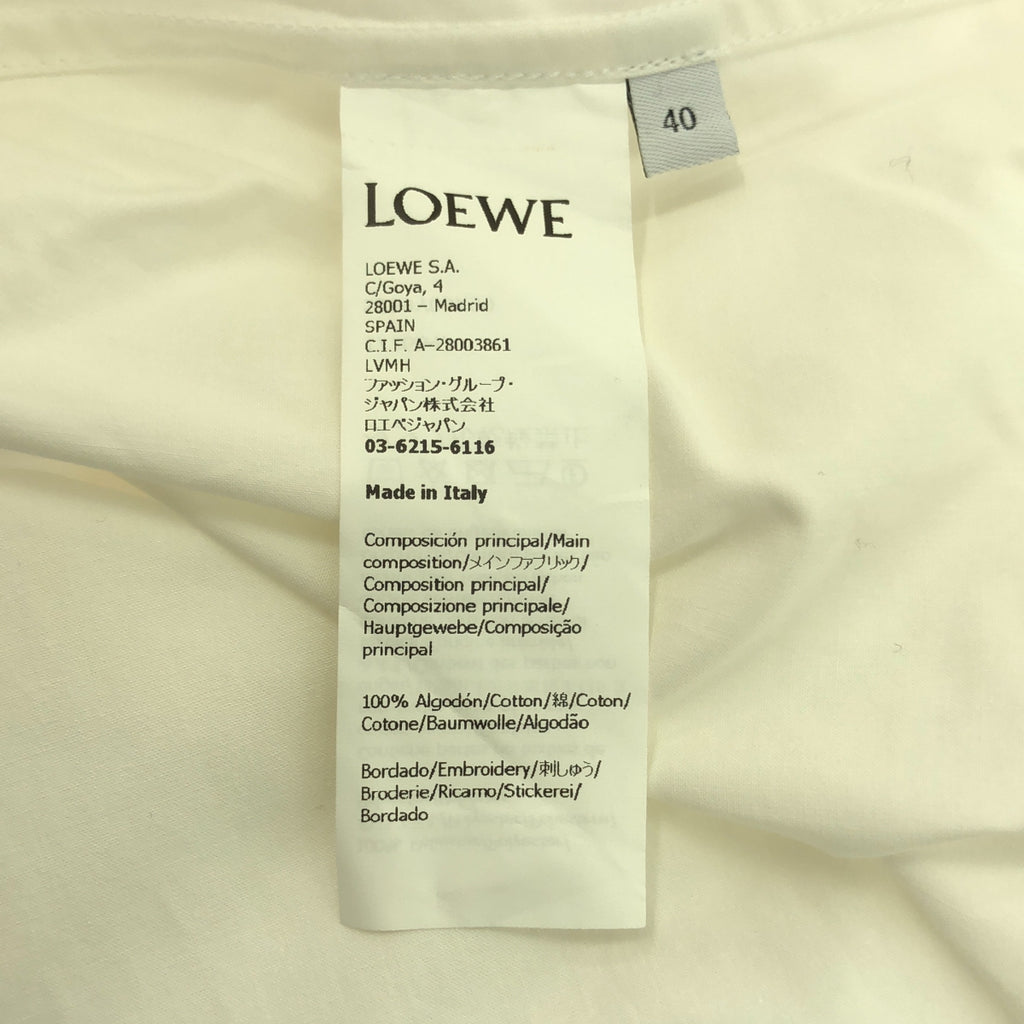 40
LOEWE
LOEWE S.A.
C/Goya, 4
28001 – Madrid
SPAIN
C.I.F. A-28003861
LVMH
ファッション・グループ・
ジャパン株式会社
ロエベジャパン
03-6215-6116
Made in Italy
Composición principal/Main
composition/メインファブリック/
Composition principal/
Composizione principale/
Hauptgewebe/Composição
principal
100% Algodón/Cotton/綿/Coton/
Cotone/Baumwolle/Algodão
Bordado/Embroidery/刺しゅう/
Broderie/Ricamo/Stickerei/
Bordado